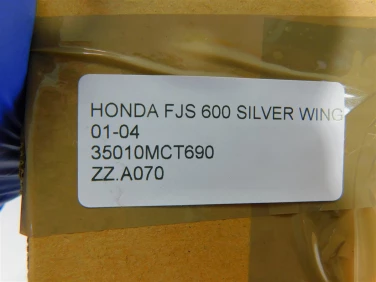 HONDA FJS 600 SILVER WING
01-04
35010MCT690
ZZ.A070